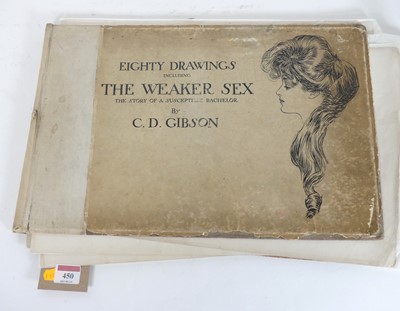 EIGHTY DRAWINGS
INCLUDING
THE WEAKER SEX
THE STORY OF A SUSCEPTIBLE BACHELOR
By
C. D. GIBSON
450